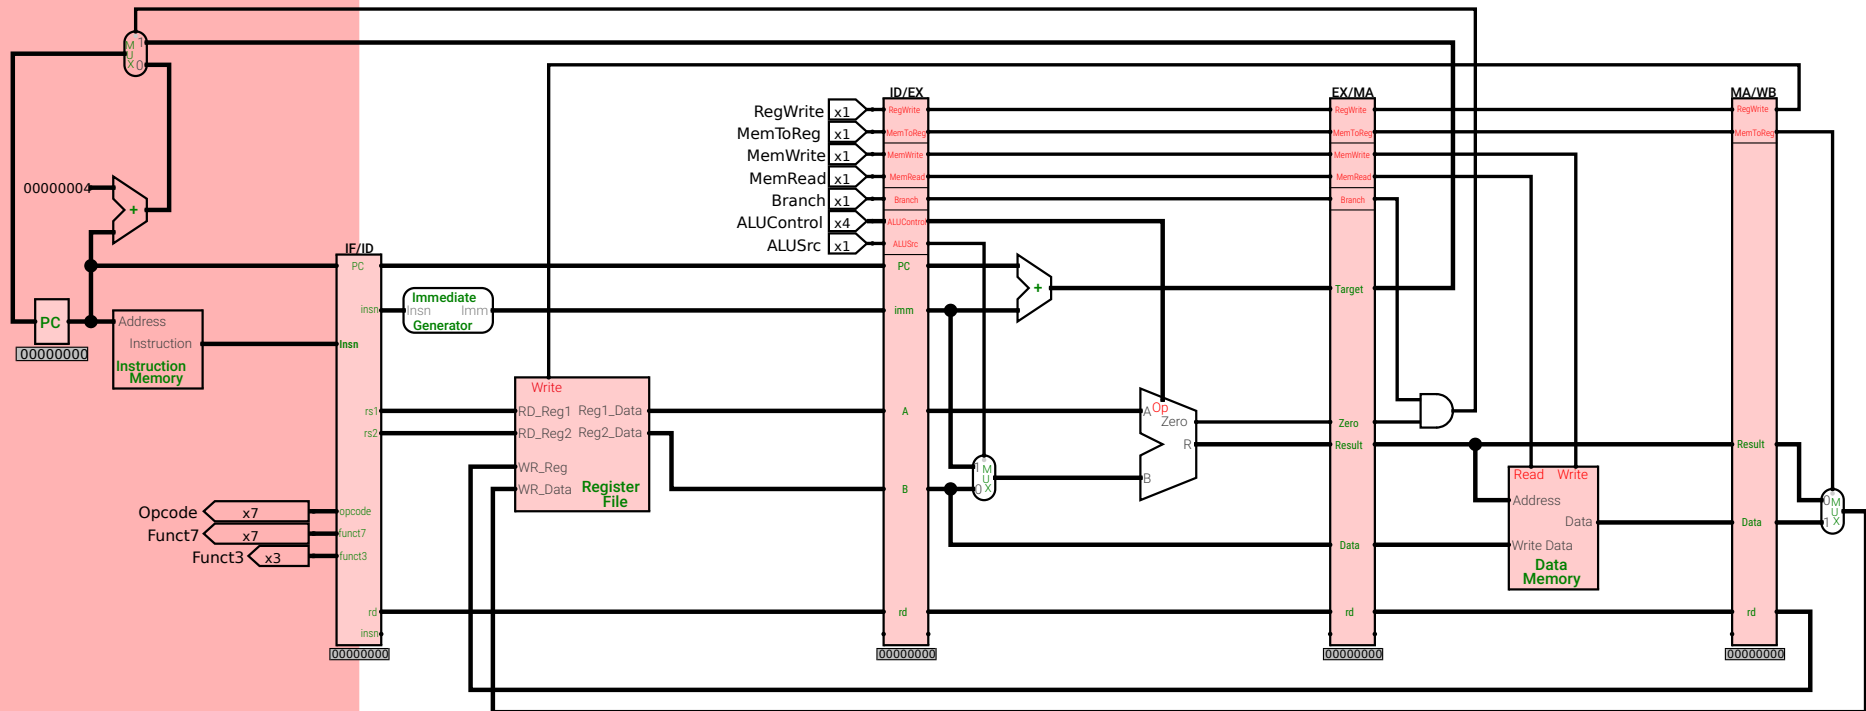 MUX 1 0
00000004
+
PC
00000000
Address
Instruction
Instruction
Memory
IF/ID
PC
insn
Insn
rs1
rs2
opcode
funct7
funct3
rd
insn
00000000
Opcode x7
Funct7 x7
Funct3 x3
Immediate
Insn Imm
Generator
Write
RD_Reg1 Reg1_Data
RD_Reg2 Reg2_Data
WR_Reg
WR_Data
Register
File
RegWrite x1
MemToReg x1
MemWrite x1
MemRead x1
Branch x1
ALUControl x4
ALUSrc x1
ID/EX
RegWrite
MemToReg
MemWrite
MemRead
Branch
ALUContro
ALUSrc
PC
imm
A
B
rd
00000000
+
1 0 MUX
A Op
Zero
R
B
EX/MA
RegWrite
MemToReg
MemWrite
MemRead
Branch
Target
Zero
Result
Data
rd
00000000
Read Write
Address
Data
Write Data
Data
Memory
MA/WB
RegWrite
MemToReg
Result
Data
rd
00000000
0 1 MUX